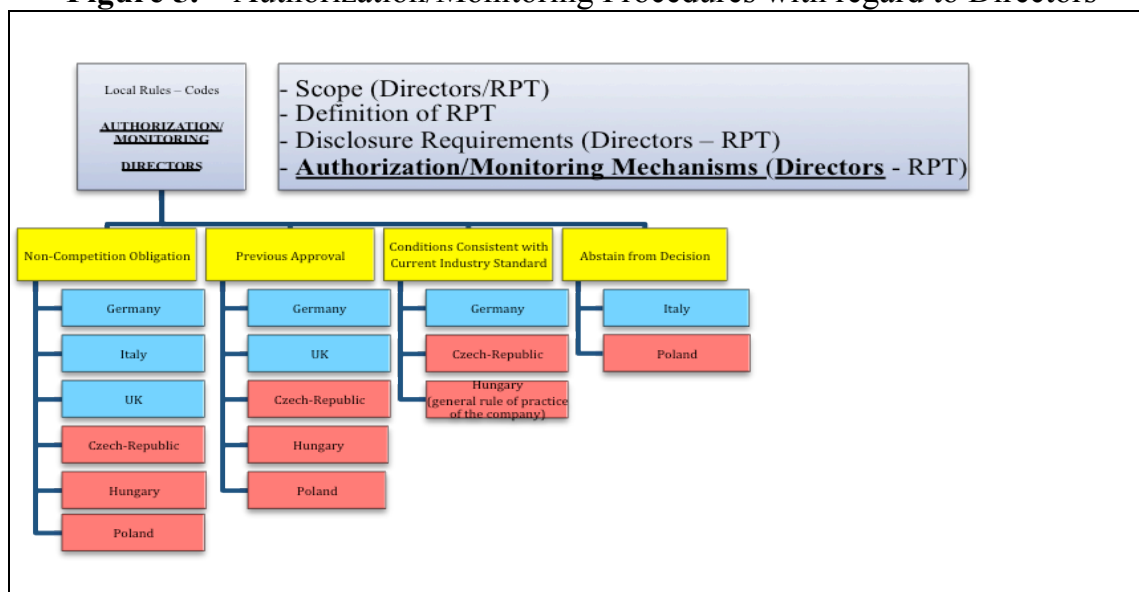 Figure 3. Authorization/Monitoring Procedures with regard to Directors
Local Rules – Codes
AUTHORIZATION/
MONITORING
DIRECTORS
- Scope (Directors/RPT)
- Definition of RPT
- Disclosure Requirements (Directors – RPT)
- Authorization/Monitoring Mechanisms (Directors - RPT)
Non-Competition Obligation
Germany
Italy
UK
Czech-Republic
Hungary
Poland
Previous Approval
Germany
UK
Czech-Republic
Hungary
Poland
Conditions Consistent with
Current Industry Standard
Germany
Czech-Republic
Hungary
(general rule of practice
of the company)
Abstain from Decision
Italy
Poland